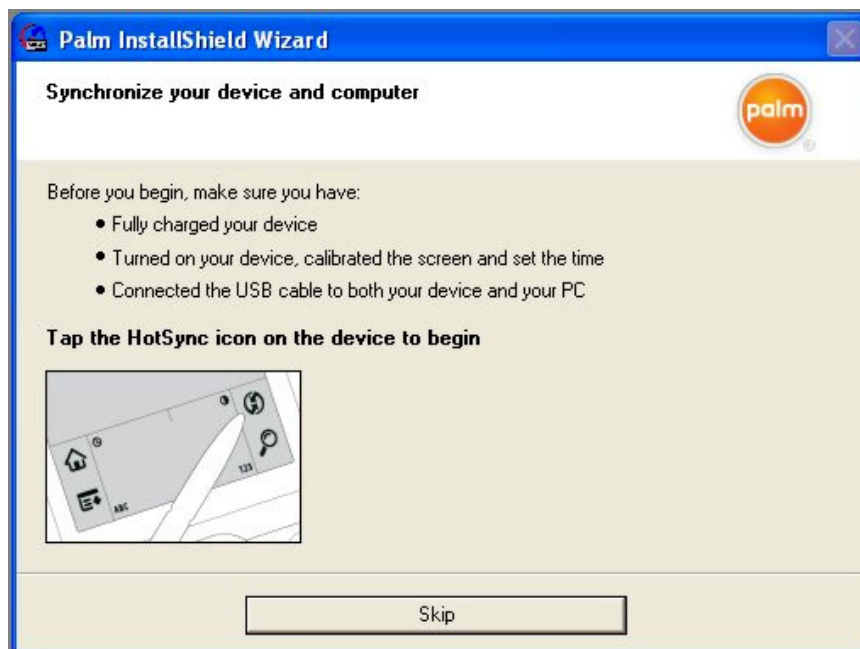 Palm InstallShield Wizard
Synchronize your device and computer
palm
Before you begin, make sure you have:
• Fully charged your device
• Turned on your device, calibrated the screen and set the time
• Connected the USB cable to both your device and your PC
Tap the HotSync icon on the device to begin
ABC
123
Skip